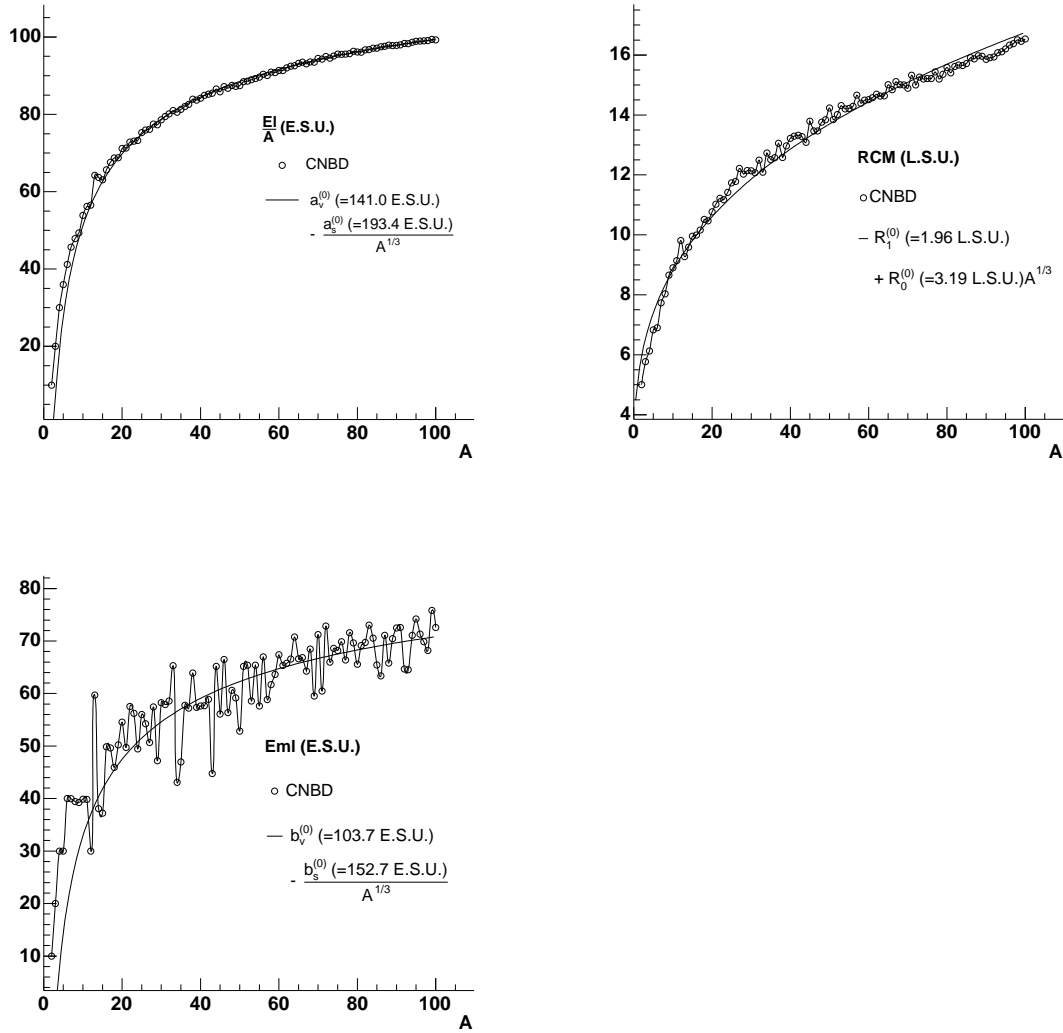 100
80
60
40
20
0 20 40 60 80 100
A
EI
A (E.S.U.)
CNBD
a_v^(0) (=141.0 E.S.U.)
- a_s^(0) (=193.4 E.S.U.)
A^1/3
16
14
12
10
8
6
4
0 20 40 60 80 100
A
RCM (L.S.U.)
CNBD
R_1^(0) (=1.96 L.S.U.)
+ R_0^(0) (=3.19 L.S.U.)A^1/3
80
70
60
50
40
30
20
10
0 20 40 60 80 100
A
EmI (E.S.U.)
CNBD
b_v^(0) (=103.7 E.S.U.)
- b_s^(0) (=152.7 E.S.U.)
A^1/3